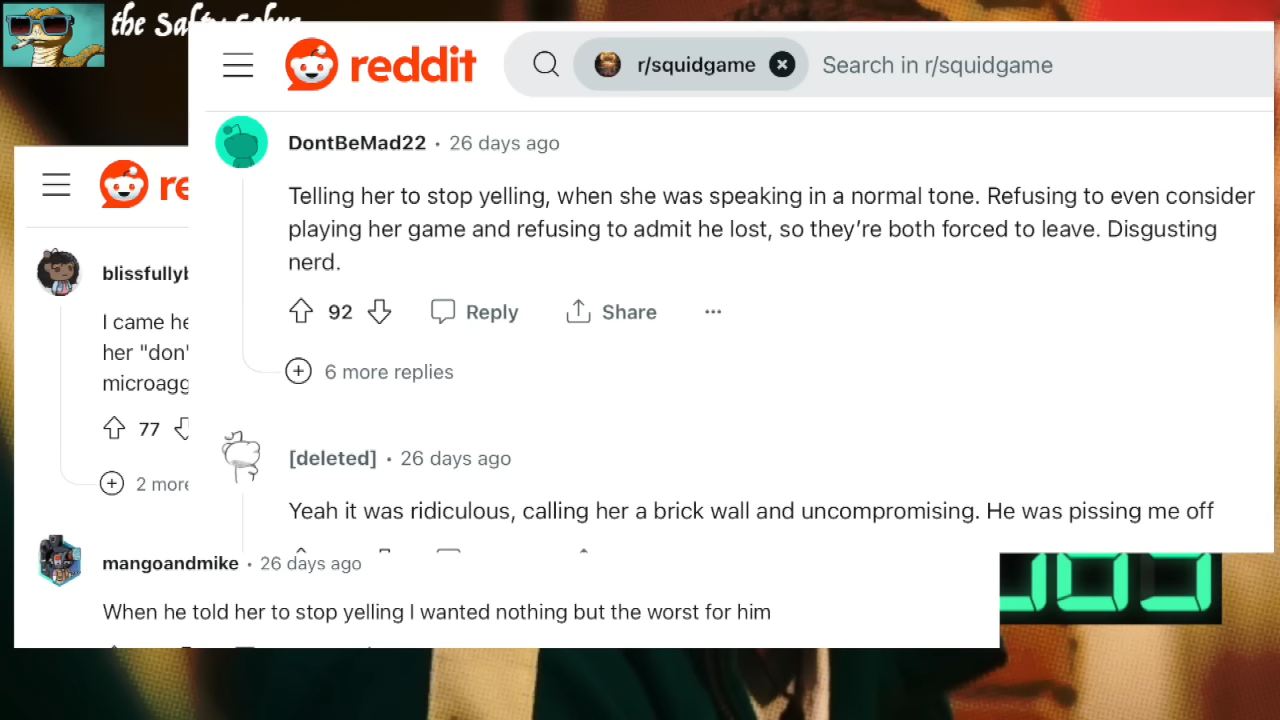 the Salty Cobra
reddit
r/squidgame
Search in r/squidgame
DontBeMad22 · 26 days ago
Telling her to stop yelling, when she was speaking in a normal tone. Refusing to even consider
playing her game and refusing to admit he lost, so they’re both forced to leave. Disgusting
nerd.
92
Reply
Share
6 more replies
[deleted] · 26 days ago
Yeah it was ridiculous, calling her a brick wall and uncompromising. He was pissing me off
re
blissfullyb
I came he
her "don'
microagg
77
2 more
mangoandmike · 26 days ago
When he told her to stop yelling I wanted nothing but the worst for him